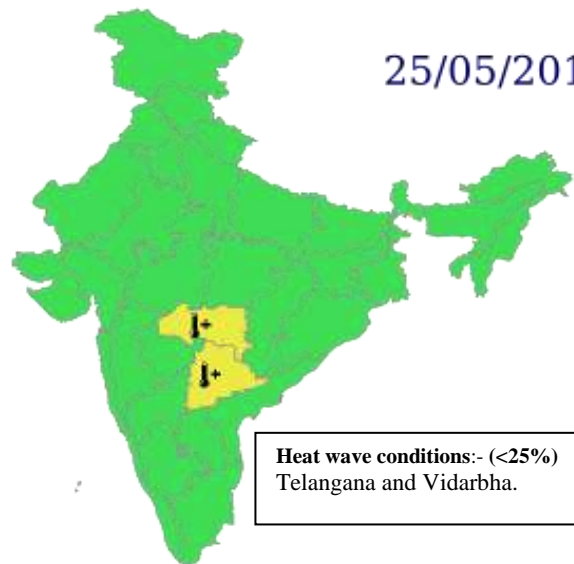 25/05/201
Heat wave conditions:- (<25%)
Telangana and Vidarbha.